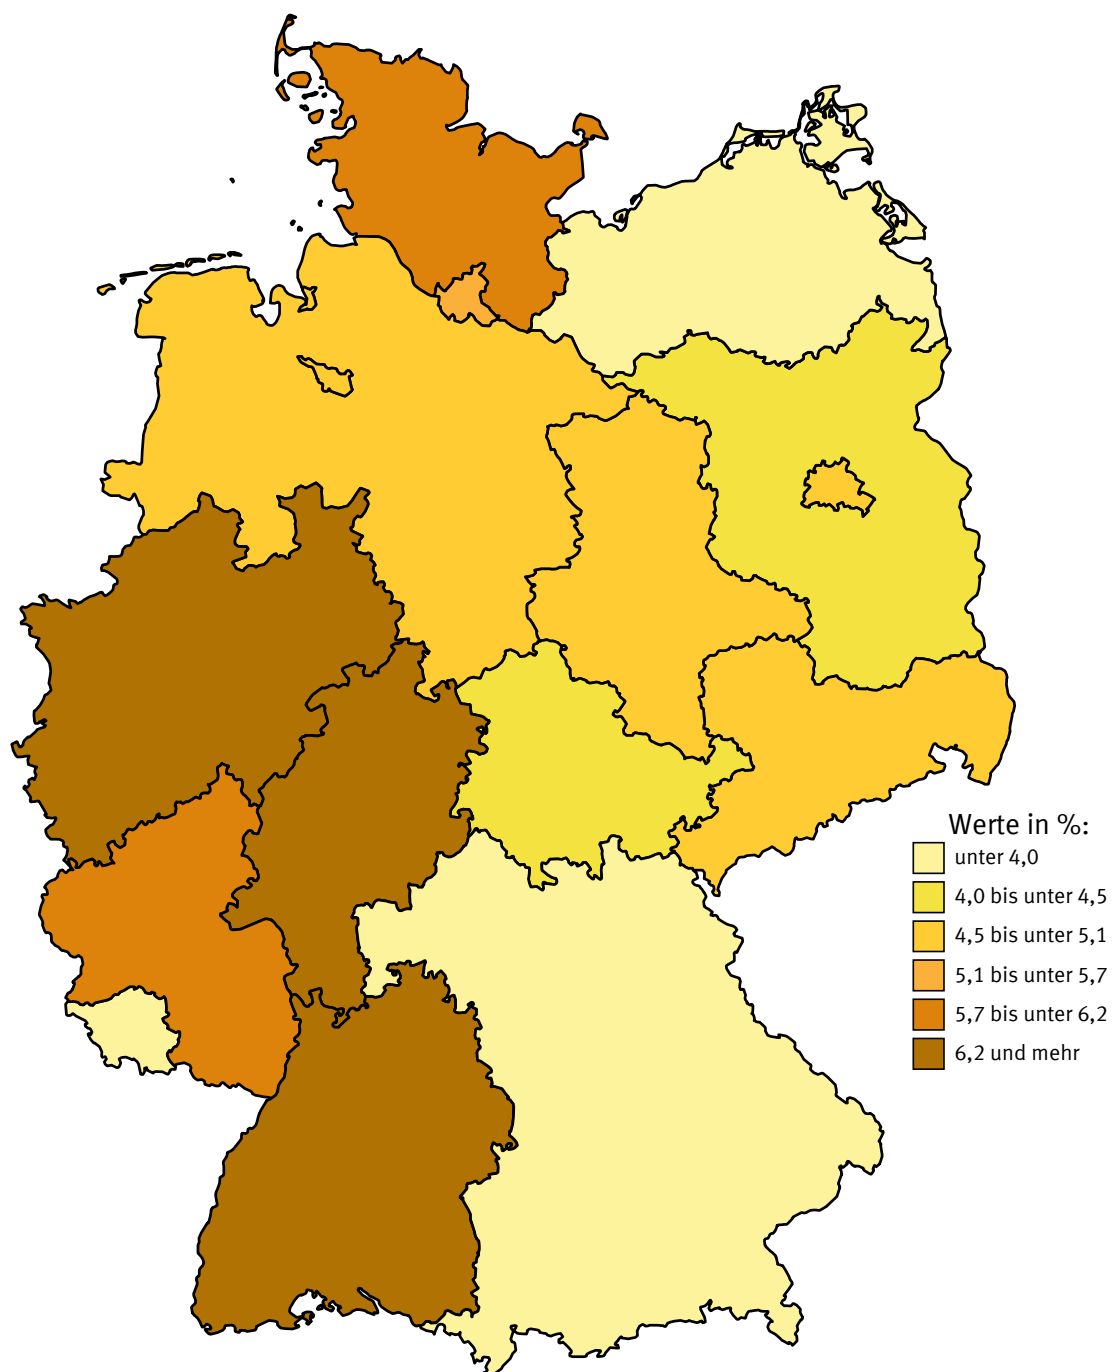 Werte in %:
unter 4,0
4,0 bis unter 4,5
4,5 bis unter 5,1
5,1 bis unter 5,7
5,7 bis unter 6,2
6,2 und mehr